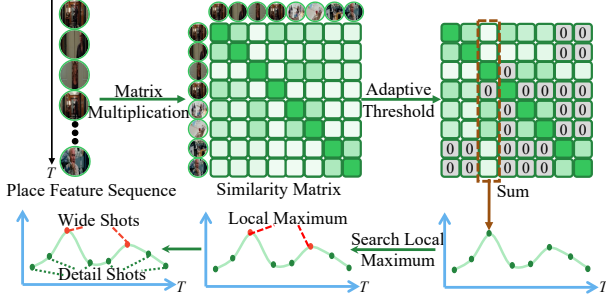 T
Place Feature Sequence
Matrix
Multiplication
Similarity Matrix
Adaptive
Threshold
0 0
0 0
0
0 0 0 0 0
0 0 0
0 0 0
0 0 0 0 0
0 0 0 0 0
Sum
T
Search Local
Maximum
Local Maximum
T
Wide Shots
Detail Shots
T